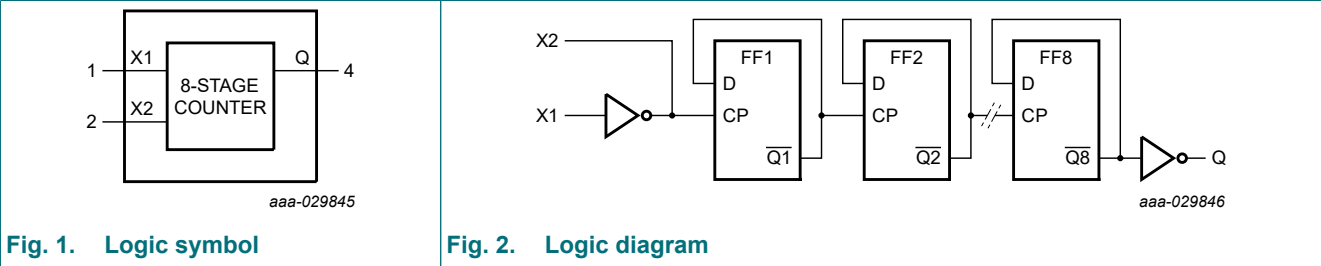 X1
Q
1
4
8-STAGE
COUNTER
X2
2
aaa-029845
Fig. 1. Logic symbol
X2
FF1
FF2
FF8
D
D
D
X1
CP
CP
CP
Q1
Q2
Q8
Q
aaa-029846
Fig. 2. Logic diagram